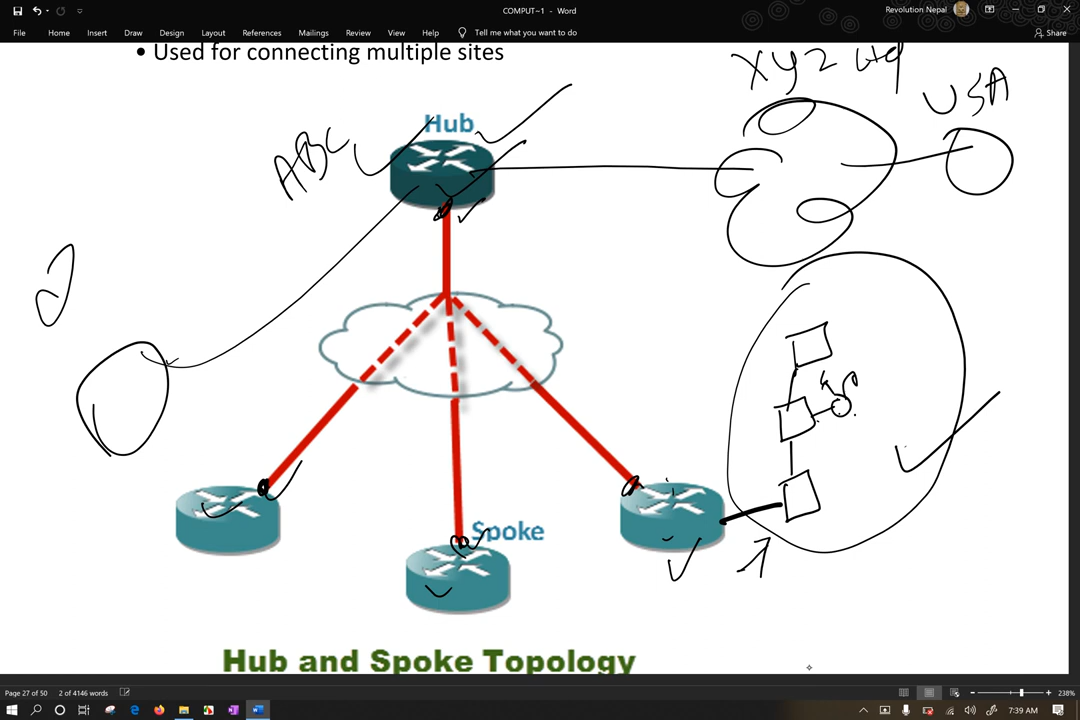 COMPUT~1 - Word
Revolution Nepal
File Home Insert Draw Design Layout References Mailings Review View Help Tell me what you want to do Share
• Used for connecting multiple sites
XYZ Ltd
USA
Hub
ABC
Spoke
1
Hub and Spoke Topology
Page 27 of 50 2 of 4146 words 238%
7:39 AM